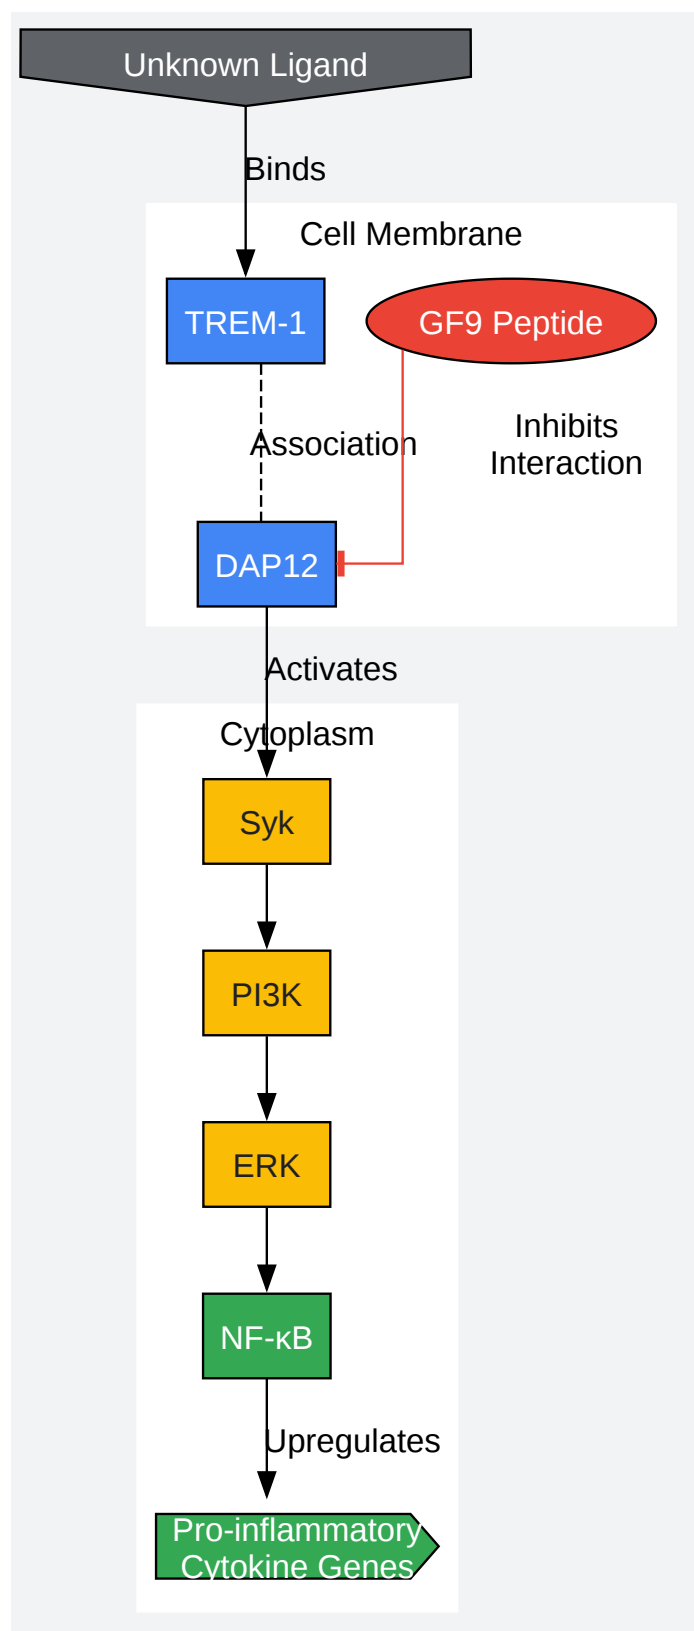 Unknown Ligand
Binds
Cell Membrane
TREM-1
GF9 Peptide
Association
Inhibits
Interaction
DAP12
Activates
Cytoplasm
Syk
PI3K
ERK
NF-κB
Upregulates
Pro-inflammatory
Cytokine Genes